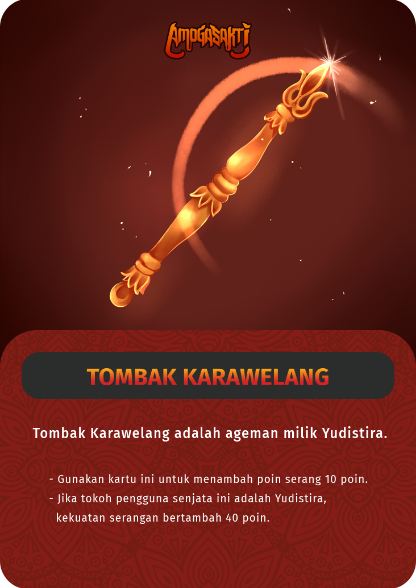 AMOGASAKTI
TOMBAK KARAWELANG
Tombak Karawelang adalah ageman milik Yudistira.
- Gunakan kartu ini untuk menambah poin serang 10 poin.
- Jika tokoh pengguna senjata ini adalah Yudistira,
kekuatan serangan bertambah 40 poin.